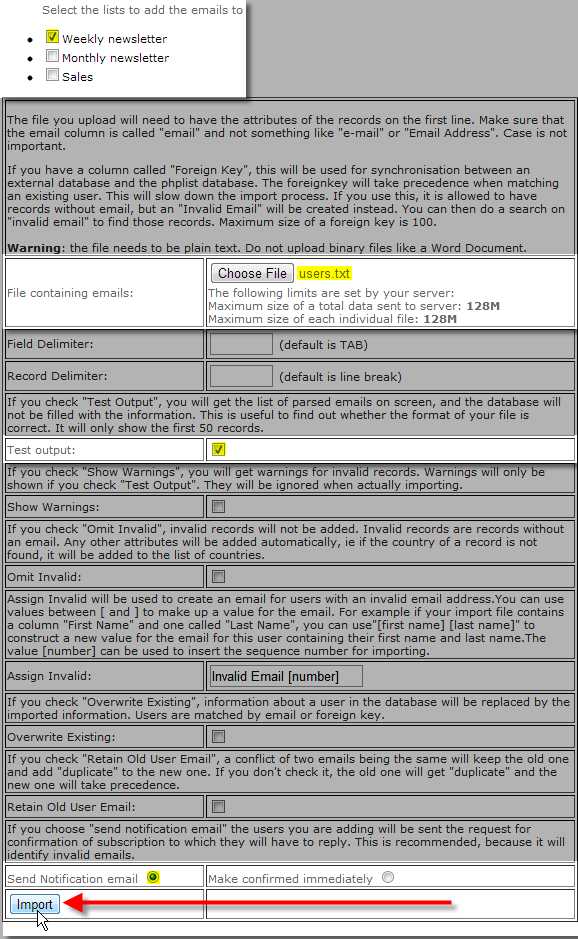 Select the lists to add the emails to
Weekly newsletter
Monthly newsletter
Sales
The file you upload will need to have the attributes of the records on the first line. Make sure that
the email column is called "email" and not something like "e-mail" or "Email Address". Case is not
important.
If you have a column called "Foreign Key", this will be used for synchronisation between an
external database and the phplist database. The foreignkey will take precedence when matching
an existing user. This will slow down the import process. If you use this, it is allowed to have
records without email, but an "Invalid Email" will be created instead. You can then do a search on
"invalid email" to find those records. Maximum size of a foreign key is 100.
Warning: the file needs to be plain text. Do not upload binary files like a Word Document.
File containing emails:
Choose File users.txt
The following limits are set by your server:
Maximum size of a total data sent to server: 128M
Maximum size of each individual file: 128M
Field Delimiter: (default is TAB)
Record Delimiter: (default is line break)
If you check "Test Output", you will get the list of parsed emails on screen, and the database will
not be filled with the information. This is useful to find out whether the format of your file is
correct. It will only show the first 50 records.
Test output:
If you check "Show Warnings", you will get warnings for invalid records. Warnings will only be
shown if you check "Test Output". They will be ignored when actually importing.
Show Warnings:
If you check "Omit Invalid", invalid records will not be added. Invalid records are records without
an email. Any other attributes will be added automatically, ie if the country of a record is not
found, it will be added to the list of countries.
Omit Invalid:
Assign Invalid will be used to create an email for users with an invalid email address.You can use
values between [ and ] to make up a value for the email. For example if your import file contains
a column "First Name" and one called "Last Name", you can use"[first name] [last name]" to
construct a new value for the email for this user containing their first name and last name.The
value [number] can be used to insert the sequence number for importing.
Assign Invalid: Invalid Email [number]
If you check "Overwrite Existing", information about a user in the database will be replaced by the
imported information. Users are matched by email or foreign key.
Overwrite Existing:
If you check "Retain Old User Email", a conflict of two emails being the same will keep the old one
and add "duplicate" to the new one. If you don't check it, the old one will get "duplicate" and the
new one will take precedence.
Retain Old User Email:
If you choose "send notification email" the users you are adding will be sent the request for
confirmation of subscription to which they will have to reply. This is recommended, because it will
identify invalid emails.
Send Notification email Make confirmed immediately
Import